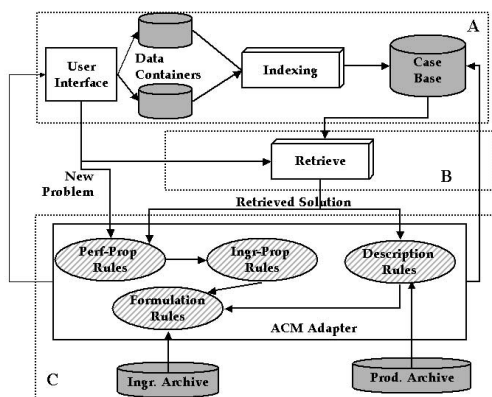 A
User
Interface
Data
Containers
Indexing
Case
Base
Retrieve
B
New
Problem
Retrieved Solution
Perf-Prop
Rules
Ingr-Prop
Rules
Description
Rules
Formulation
Rules
ACM Adapter
C
Ingr. Archive
Prod. Archive